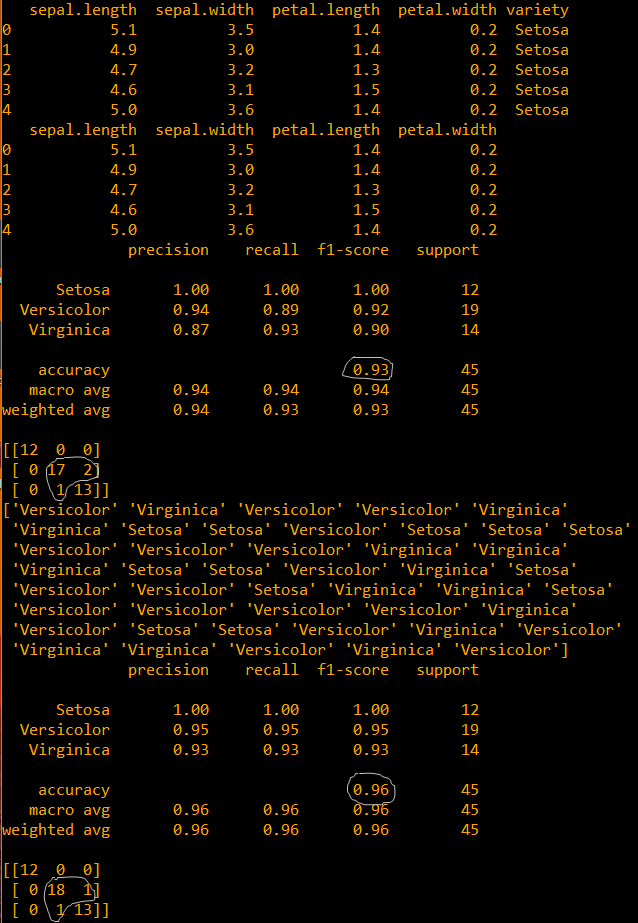 sepal.length sepal.width petal.length petal.width variety
0 5.1 3.5 1.4 0.2 Setosa
1 4.9 3.0 1.4 0.2 Setosa
2 4.7 3.2 1.3 0.2 Setosa
3 4.6 3.1 1.5 0.2 Setosa
4 5.0 3.6 1.4 0.2 Setosa
sepal.length sepal.width petal.length petal.width
0 5.1 3.5 1.4 0.2
1 4.9 3.0 1.4 0.2
2 4.7 3.2 1.3 0.2
3 4.6 3.1 1.5 0.2
4 5.0 3.6 1.4 0.2
precision recall f1-score support
Setosa 1.00 1.00 1.00 12
Versicolor 0.94 0.89 0.92 19
Virginica 0.87 0.93 0.90 14
accuracy 0.93 45
macro avg 0.94 0.94 0.94 45
weighted avg 0.94 0.93 0.93 45
[[12 0 0]
[ 0 17 2]
[ 0 1 13]]
['Versicolor' 'Virginica' 'Versicolor' 'Versicolor' 'Virginica'
'Virginica' 'Setosa' 'Setosa' 'Versicolor' 'Setosa' 'Setosa' 'Setosa'
'Versicolor' 'Versicolor' 'Versicolor' 'Virginica' 'Virginica'
'Virginica' 'Setosa' 'Setosa' 'Versicolor' 'Virginica' 'Setosa'
'Versicolor' 'Versicolor' 'Setosa' 'Virginica' 'Virginica' 'Setosa'
'Versicolor' 'Versicolor' 'Versicolor' 'Versicolor' 'Virginica'
'Versicolor' 'Setosa' 'Setosa' 'Versicolor' 'Virginica' 'Versicolor'
'Virginica' 'Virginica' 'Versicolor' 'Virginica' 'Versicolor']
precision recall f1-score support
Setosa 1.00 1.00 1.00 12
Versicolor 0.95 0.95 0.95 19
Virginica 0.93 0.93 0.93 14
accuracy 0.96 45
macro avg 0.96 0.96 0.96 45
weighted avg 0.96 0.96 0.96 45
[[12 0 0]
[ 0 18 1]
[ 0 1 13]]